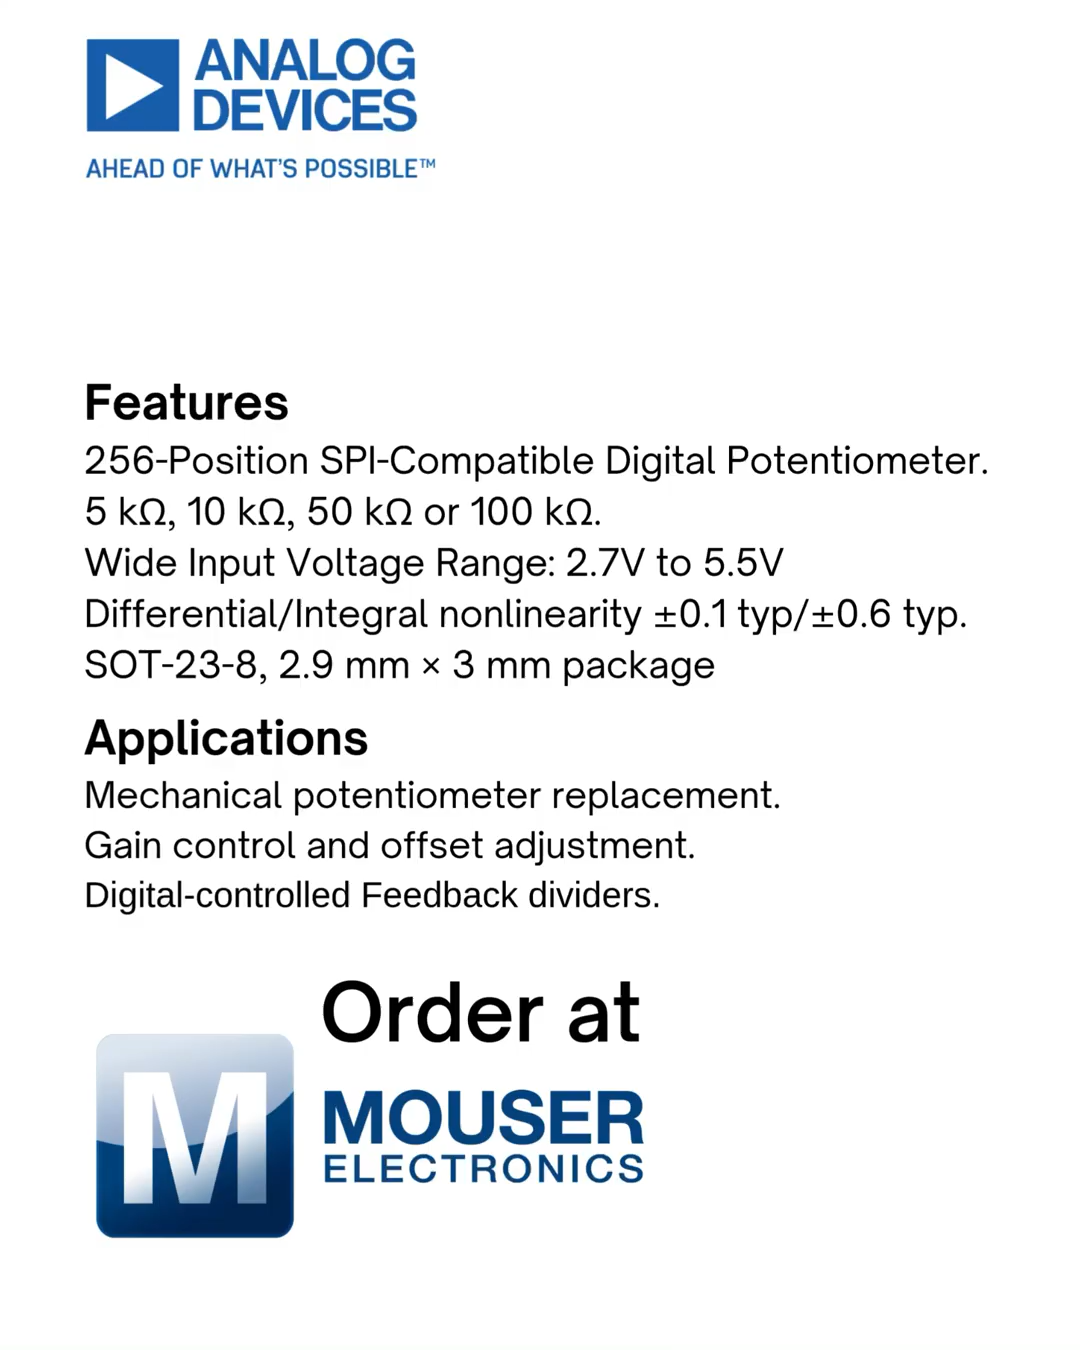 ANALOG
DEVICES
AHEAD OF WHAT'S POSSIBLE™
Features
256-Position SPI-Compatible Digital Potentiometer.
5 kΩ, 10 kΩ, 50 kΩ or 100 kΩ.
Wide Input Voltage Range: 2.7V to 5.5V
Differential/Integral nonlinearity ±0.1 typ/±0.6 typ.
SOT-23-8, 2.9 mm × 3 mm package
Applications
Mechanical potentiometer replacement.
Gain control and offset adjustment.
Digital-controlled Feedback dividers.
Order at
M
MOUSER
ELECTRONICS